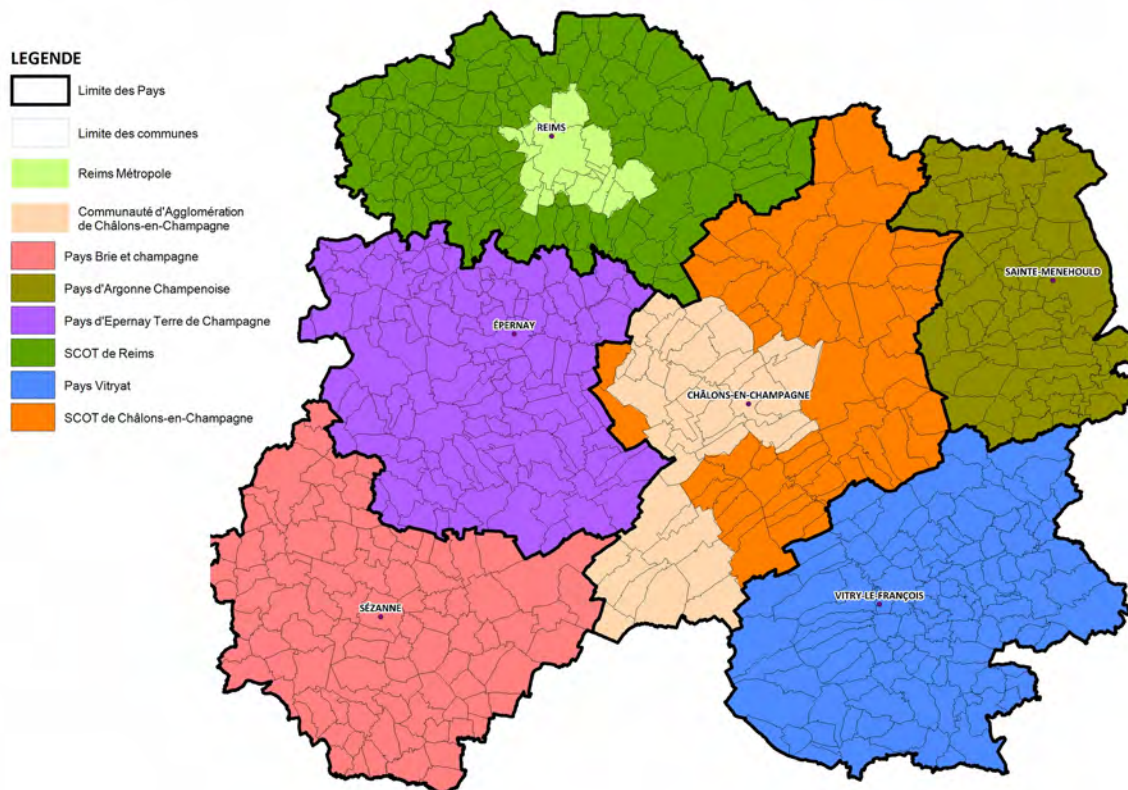 LEGENDE
Limite des Pays
Limite des communes
Reims Métropole
Communauté d'Agglomération
de Châlons-en-Champagne
Pays Brie et champagne
Pays d'Argonne Champenoise
Pays d'Epernay Terre de Champagne
SCOT de Reims
Pays Vitryat
SCOT de Châlons-en-Champagne
REIMS
SAINTE-MENEHOULD
ÉPERNAY
CHÂLONS-EN-CHAMPAGNE
VITRY-LE-FRANÇOIS
SÉZANNE